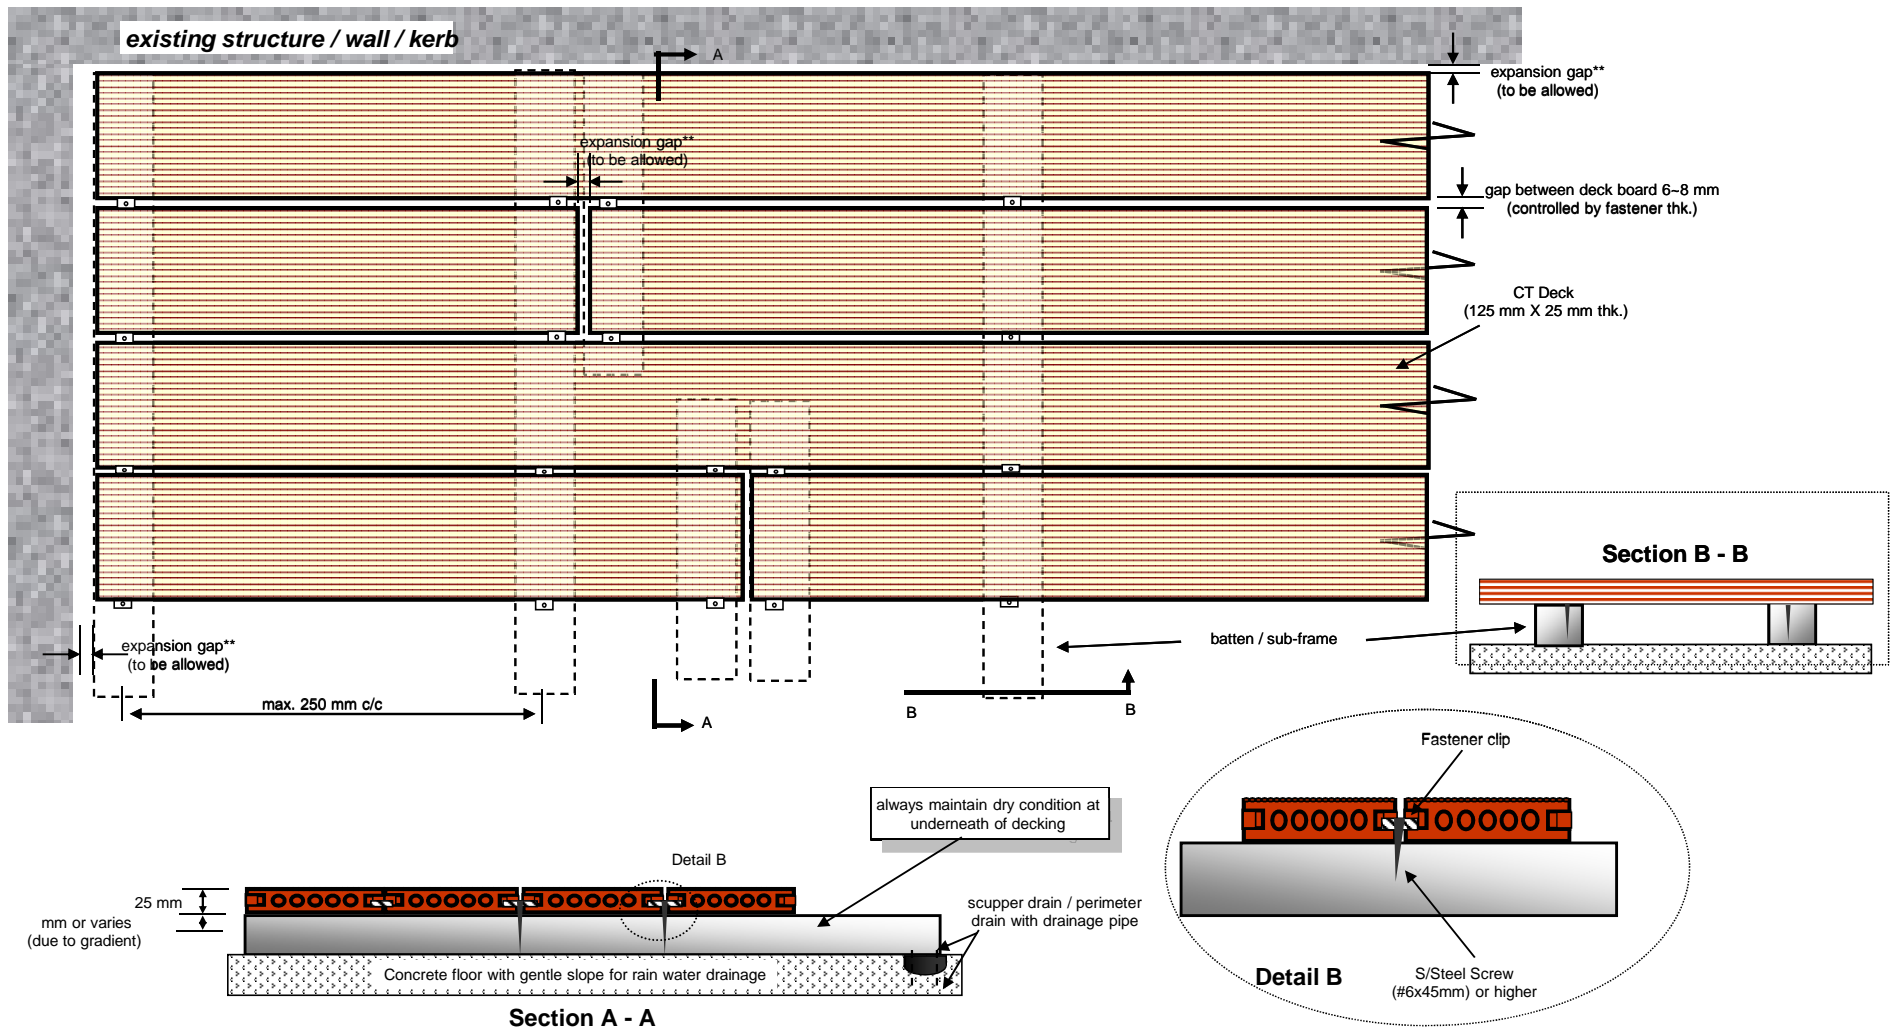 existing structure / wall / kerb
A
expansion gap**
(to be allowed)
expansion gap**
(to be allowed)
gap between deck board 6~8 mm
(controlled by fastener thk.)
CT Deck
(125 mm X 25 mm thk.)
Section B - B
batten / sub-frame
expansion gap**
(to be allowed)
max. 250 mm c/c
A
B
B
Fastener clip
always maintain dry condition at
underneath of decking
Detail B
25 mm
mm or varies
(due to gradient)
scupper drain / perimeter
drain with drainage pipe
Concrete floor with gentle slope for rain water drainage
Section A - A
Detail B
S/Steel Screw
(#6x45mm) or higher